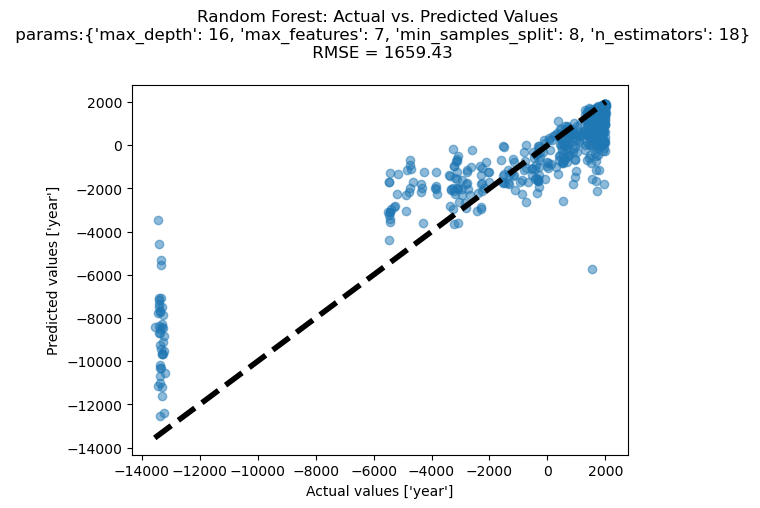 Random Forest: Actual vs. Predicted Values
params:{'max_depth': 16, 'max_features': 7, 'min_samples_split': 8, 'n_estimators': 18}
RMSE = 1659.43
2000
0
−2000
−4000
−6000
−8000
−10000
−12000
−14000
Predicted values ['year']
−14000 −12000 −10000 −8000 −6000 −4000 −2000 0 2000
Actual values ['year']